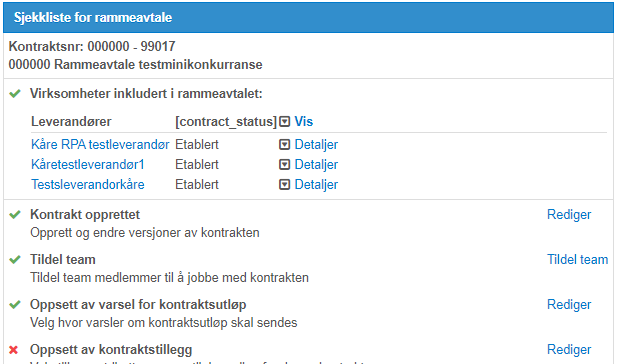 Sjekkliste for rammeavtale
Kontraktsnr: 000000 - 99017
000000 Rammeavtale testminikonkurranse
Virksomheter inkludert i rammeavtalet:
Leverandører [contract_status] Vis
Kåre RPA testleverandør Etablert Detaljer
Kåretestleverandør1 Etablert Detaljer
Testsleverandorkåre Etablert Detaljer
Kontrakt opprettet Rediger
Opprett og endre versjoner av kontrakten
Tildel team Tildel team
Tildel team medlemmer til å jobbe med kontrakten
Oppsett av varsel for kontraktsutløp Rediger
Velg hvor varsler om kontraktsutløp skal sendes
Oppsett av kontraktstillegg Rediger